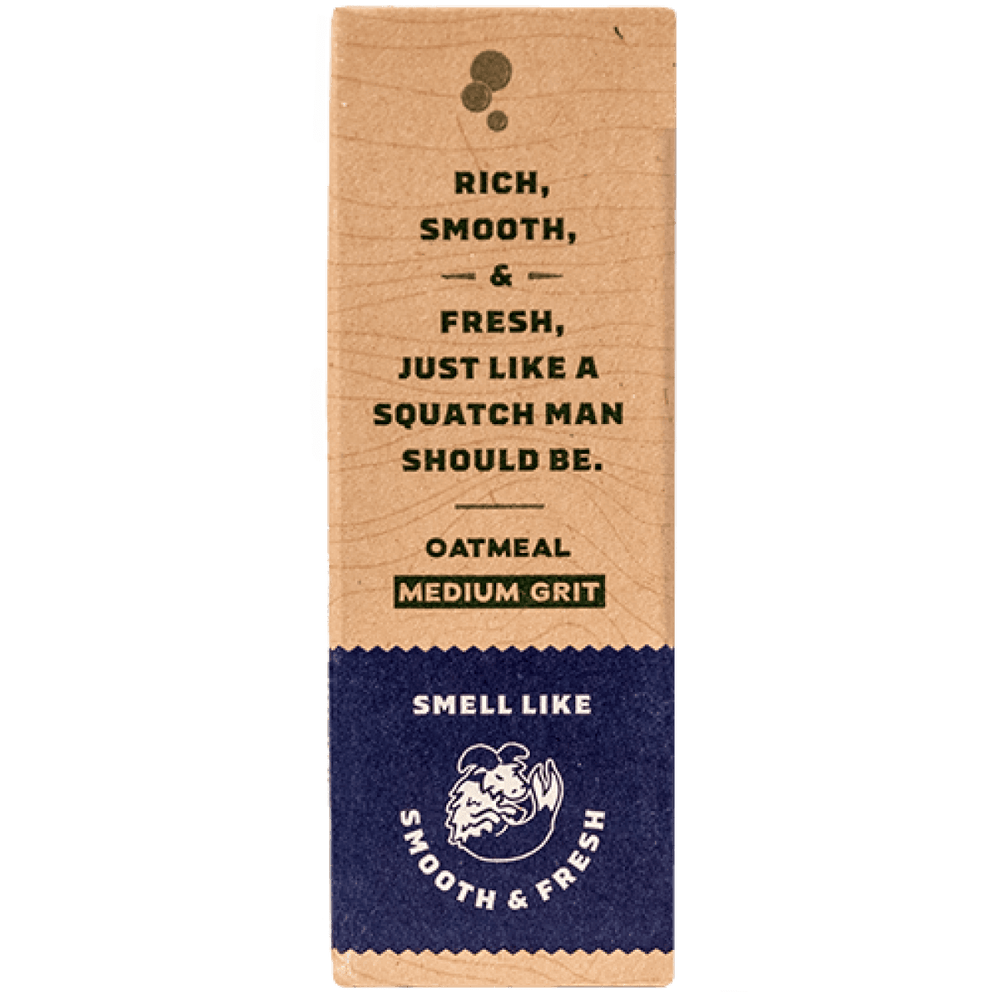 RICH,
SMOOTH,
&
FRESH,
JUST LIKE A
SQUATCH MAN
SHOULD BE.
OATMEAL
MEDIUM GRIT
SMELL LIKE
SMOOTH & FRESH